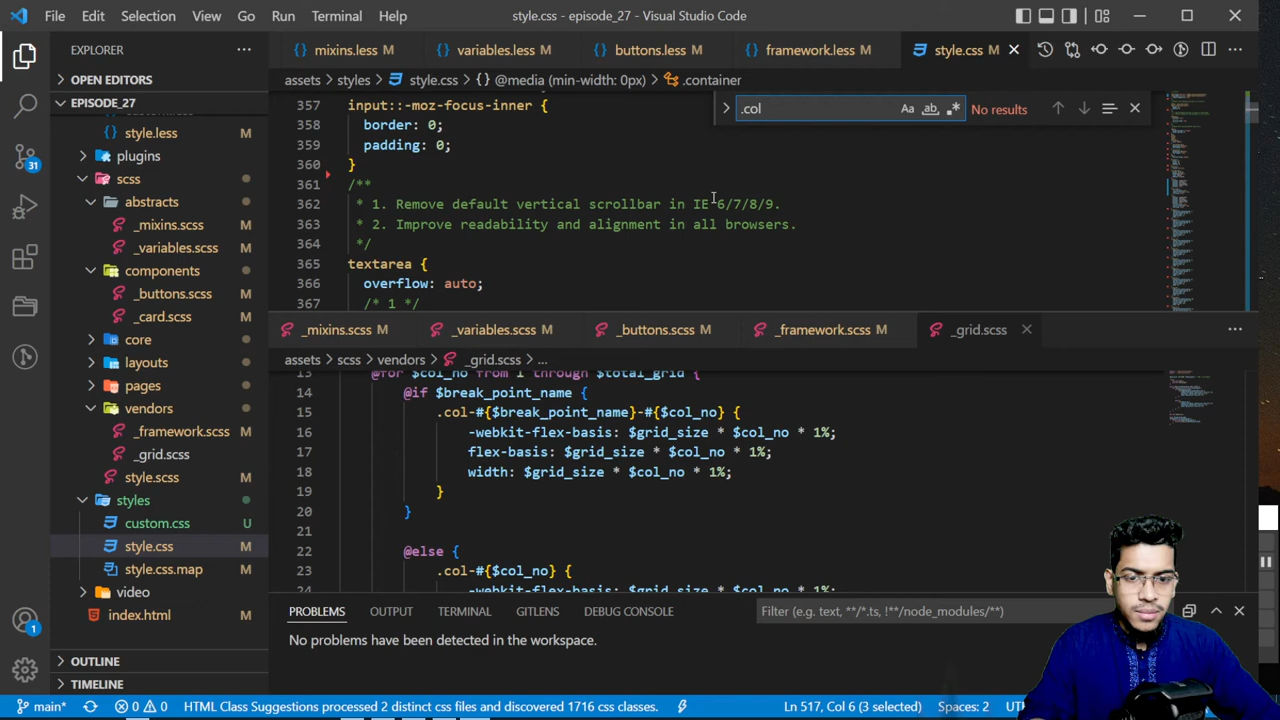 File Edit Selection View Go Run Terminal Help style.css - episode_27 - Visual Studio Code
EXPLORER
OPEN EDITORS
EPISODE_27
style.less M
plugins
scss
abstracts
_mixins.scss
_variables.scss
components
_buttons.scss
_card.scss
core
layouts
pages
vendors
_framework.scss
_grid.scss
style.scss M
styles
custom.css U
style.css M
style.css.map M
video
index.html M
OUTLINE
TIMELINE
mixins.less M variables.less M buttons.less M framework.less M style.css M
assets > styles > style.css > {} @media (min-width: 0px) > .container
.col Aa ab No results
357 input::-moz-focus-inner {
358 border: 0;
359 padding: 0;
360 }
361 /**
362 * 1. Remove default vertical scrollbar in IE 6/7/8/9.
363 * 2. Improve readability and alignment in all browsers.
364 */
365 textarea {
366 overflow: auto;
367 /* 1 */
_mixins.scss M _variables.scss M _buttons.scss M _framework.scss M _grid.scss
assets > scss > vendors > _grid.scss > ...
13 @for $col_no from 1 through $total_grid {
14 @if $break_point_name {
15 .col-#{$break_point_name}-#{$col_no} {
16 -webkit-flex-basis: $grid_size * $col_no * 1%;
17 flex-basis: $grid_size * $col_no * 1%;
18 width: $grid_size * $col_no * 1%;
19 }
20 }
21
22 @else {
23 .col-#{$col_no} {
PROBLEMS OUTPUT TERMINAL GITLENS DEBUG CONSOLE Filter (e.g. text, **/*.ts, !**/node_modules/**)
No problems have been detected in the workspace.
31
1
main* 0 0 HTML Class Suggestions processed 2 distinct css files and discovered 1716 css classes. Ln 517, Col 6 (3 selected) Spaces: 2